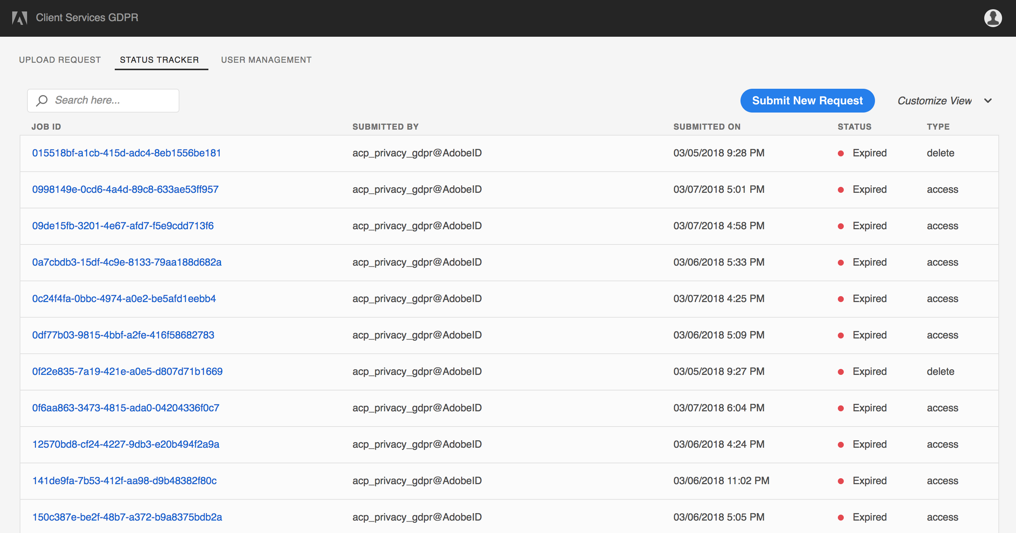 Client Services GDPR
UPLOAD REQUEST STATUS TRACKER USER MANAGEMENT
Search here... Submit New Request Customize View
JOB ID SUBMITTED BY SUBMITTED ON STATUS TYPE
015518bf-a1cb-415d-adc4-8eb1556be181 acp_privacy_gdpr@AdobeID 03/05/2018 9:28 PM Expired delete
0998149e-0cd6-4a4d-89c8-633ae53ff957 acp_privacy_gdpr@AdobeID 03/07/2018 5:01 PM Expired access
09de15fb-3201-4e67-afd7-f5e9cdd713f6 acp_privacy_gdpr@AdobeID 03/07/2018 4:58 PM Expired access
0a7cbdb3-15df-4c9e-8133-79aa188d682a acp_privacy_gdpr@AdobeID 03/06/2018 5:33 PM Expired access
0c24f4fa-0bbc-4974-a0e2-be5afd1eebb4 acp_privacy_gdpr@AdobeID 03/07/2018 4:25 PM Expired access
0df77b03-9815-4bbf-a2fe-416f58682783 acp_privacy_gdpr@AdobeID 03/06/2018 5:09 PM Expired access
0f22e835-7a19-421e-a0e5-d807d71b1669 acp_privacy_gdpr@AdobeID 03/05/2018 9:27 PM Expired delete
0f6aa863-3473-4815-ada0-04204336f0c7 acp_privacy_gdpr@AdobeID 03/07/2018 6:04 PM Expired access
12570bd8-cf24-4227-9db3-e20b494f2a9a acp_privacy_gdpr@AdobeID 03/06/2018 4:24 PM Expired access
141de9fa-7b53-412f-aa98-d9b48382f80c acp_privacy_gdpr@AdobeID 03/06/2018 11:02 PM Expired access
150c387e-be2f-48b7-a372-b9a8375bdb2a acp_privacy_gdpr@AdobeID 03/06/2018 5:05 PM Expired access